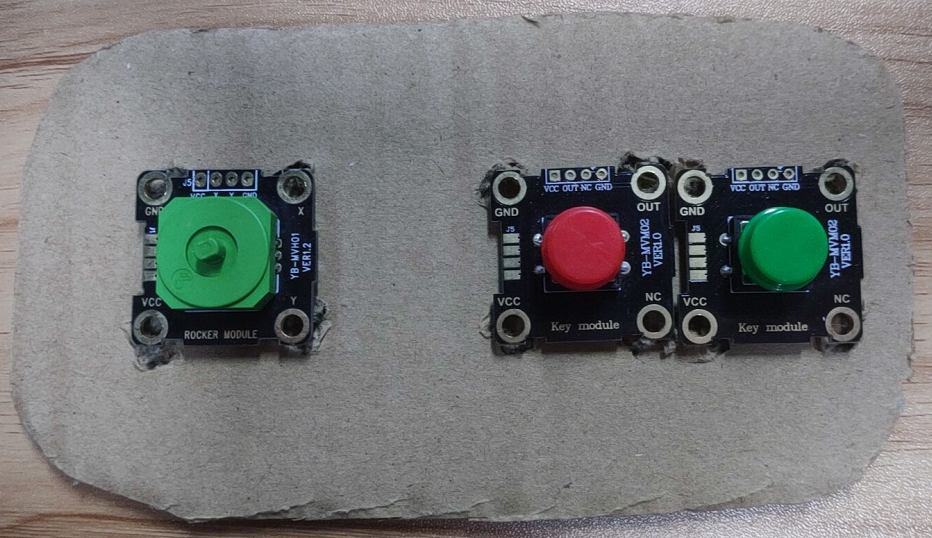 J5
VCC X Y GND
GND
X
YB-MVH01
VER1.2
VCC
Y
ROCKER MODULE
VCC OUT NC GND
GND
OUT
J5
YB-MVM02
VER1.0
VCC
NC
Key module
VCC OUT NC GND
GND
OUT
J5
YB-MVM02
VER1.0
VCC
NC
Key module